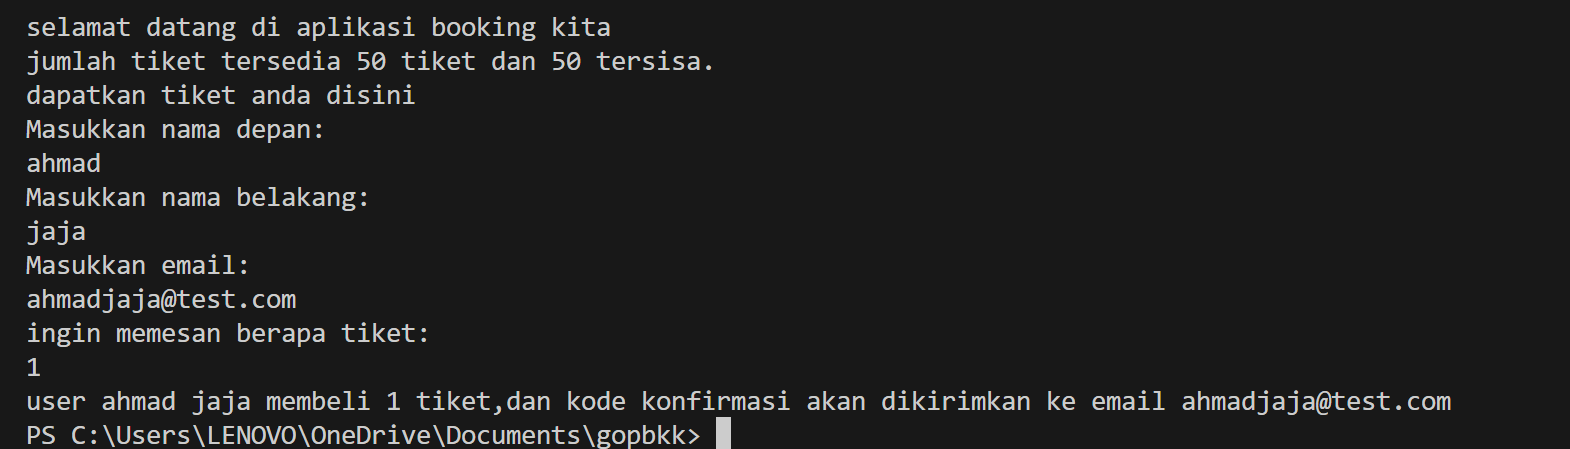 selamat datang di aplikasi booking kita
jumlah tiket tersedia 50 tiket dan 50 tersisa.
dapatkan tiket anda disini
Masukkan nama depan:
ahmad
Masukkan nama belakang:
jaja
Masukkan email:
ahmadjaja@test.com
ingin memesan berapa tiket:
1
user ahmad jaja membeli 1 tiket,dan kode konfirmasi akan dikirimkan ke email ahmadjaja@test.com
PS C:\Users\LENOVO\OneDrive\Documents\gopbkk>